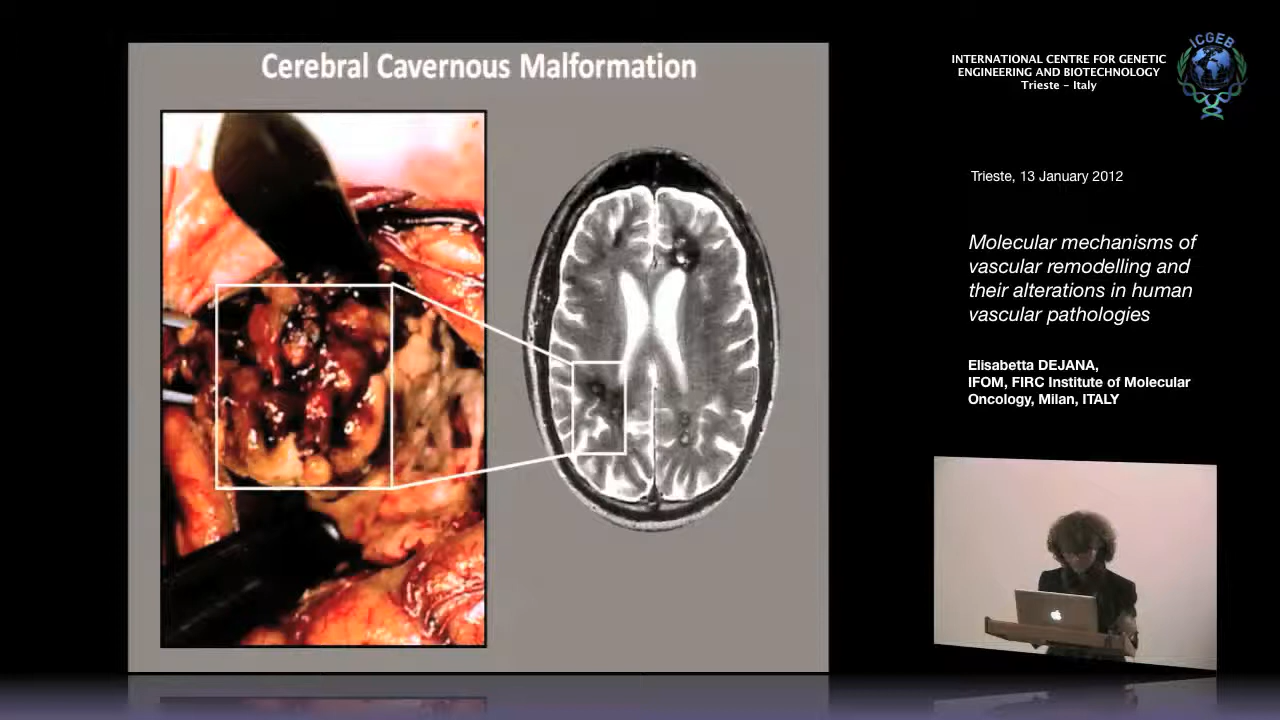 Cerebral Cavernous Malformation
INTERNATIONAL CENTRE FOR GENETIC
ENGINEERING AND BIOTECHNOLOGY
Trieste - Italy
ICGEB
Trieste, 13 January 2012
Molecular mechanisms of
vascular remodelling and
their alterations in human
vascular pathologies
Elisabetta DEJANA,
IFOM, FIRC Institute of Molecular
Oncology, Milan, ITALY